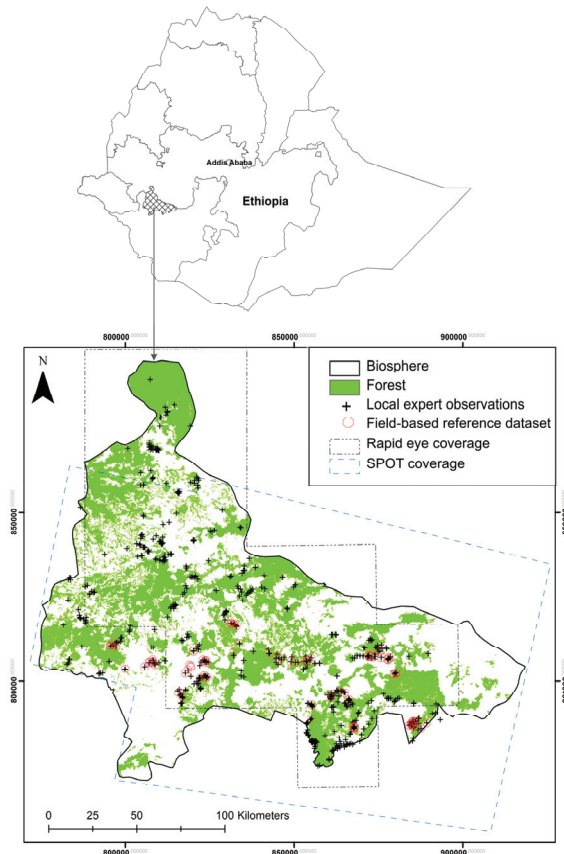 Addis Ababa
Ethiopia
800000 850000 900000
N
Biosphere
Forest
Local expert observations
Field-based reference dataset
Rapid eye coverage
SPOT coverage
850000
850000
800000
800000
0 25 50 100 Kilometers
800000 850000 900000